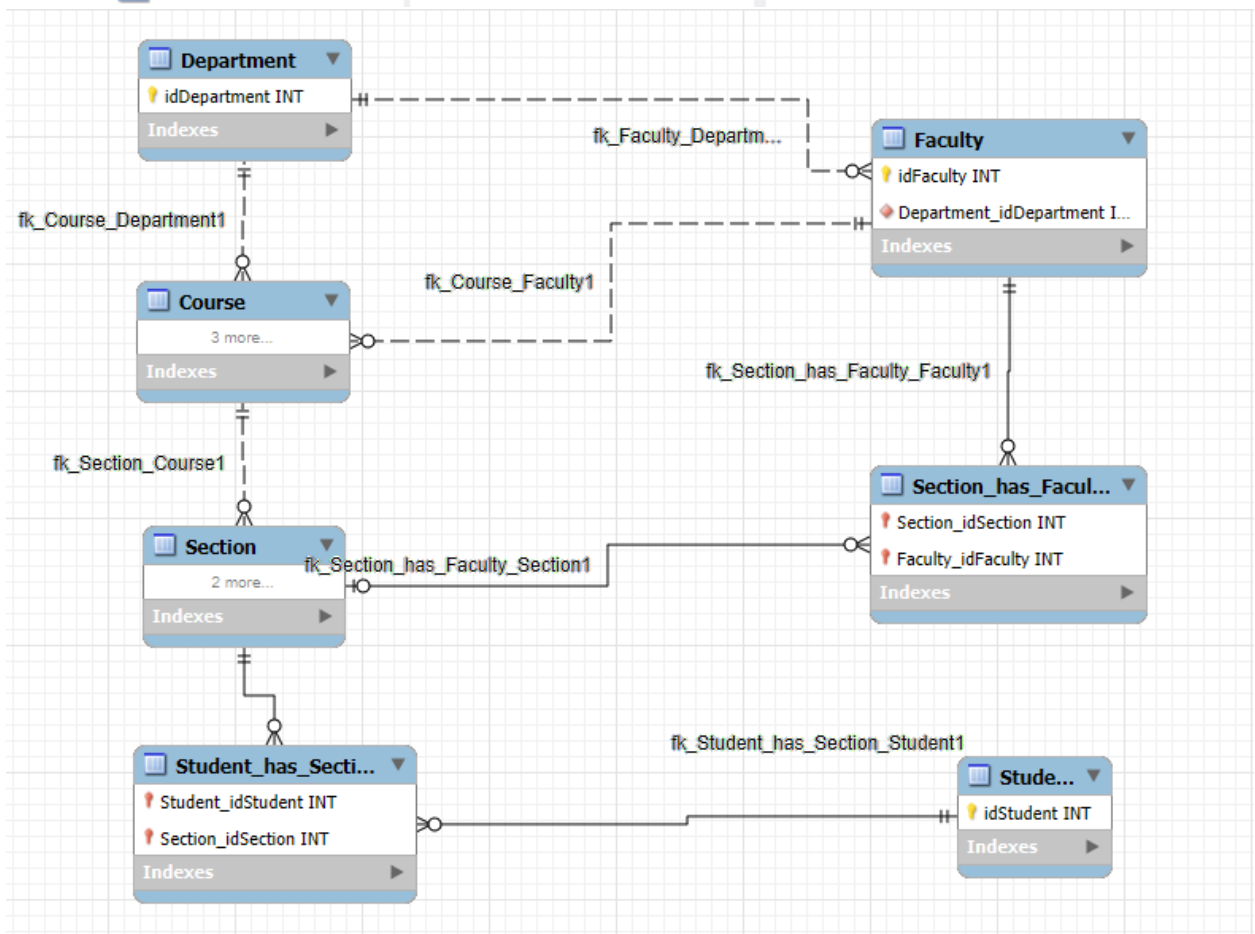 Department
idDepartment INT
Indexes
fk_Faculty_Departm...
Faculty
idFaculty INT
Department_idDepartment I...
Indexes
fk_Course_Department1
fk_Course_Faculty1
Course
3 more...
Indexes
fk_Section_has_Faculty_Faculty1
fk_Section_Course1
Section_has_Facul...
Section_idSection INT
Faculty_idFaculty INT
Indexes
Section
fk_Section_has_Faculty_Section1
2 more...
Indexes
fk_Student_has_Section_Student1
Student_has_Secti...
Student_idStudent INT
Section_idSection INT
Indexes
Stude...
idStudent INT
Indexes